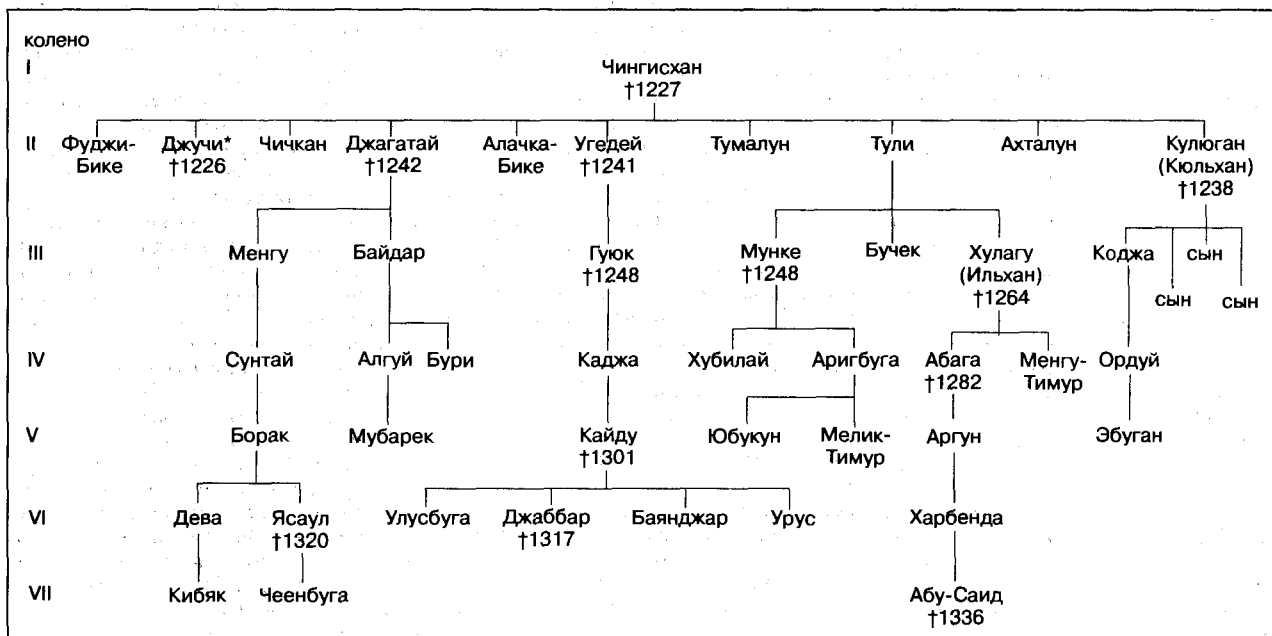 колено
I
Чингисхан
†1227
II
Фуджи-
Бике
Джучи*
†1226
Чичкан
Джагатай
†1242
Алачка-
Бике
Угедей
†1241
Тумалун
Тули
Ахталун
Кулюган
(Кюльхан)
†1238
III
Менгу
Байдар
Гуюк
†1248
Мунке
†1248
Бучек
Хулагу
(Ильхан)
†1264
Коджа
сын
сын
сын
IV
Сунтай
Алгуй
Бури
Каджа
Хубилай
Аригбуга
Абага
†1282
Менгу-
Тимур
Ордуй
V
Борак
Мубарек
Кайду
†1301
Юбукун
Мелик-
Тимур
Аргун
Эбуган
VI
Дева
Ясаул
†1320
Улусбуга
Джаббар
†1317
Баянджар
Урус
Харбенда
VII
Кибяк
Чеенбуга
Абу-Саид
†1336